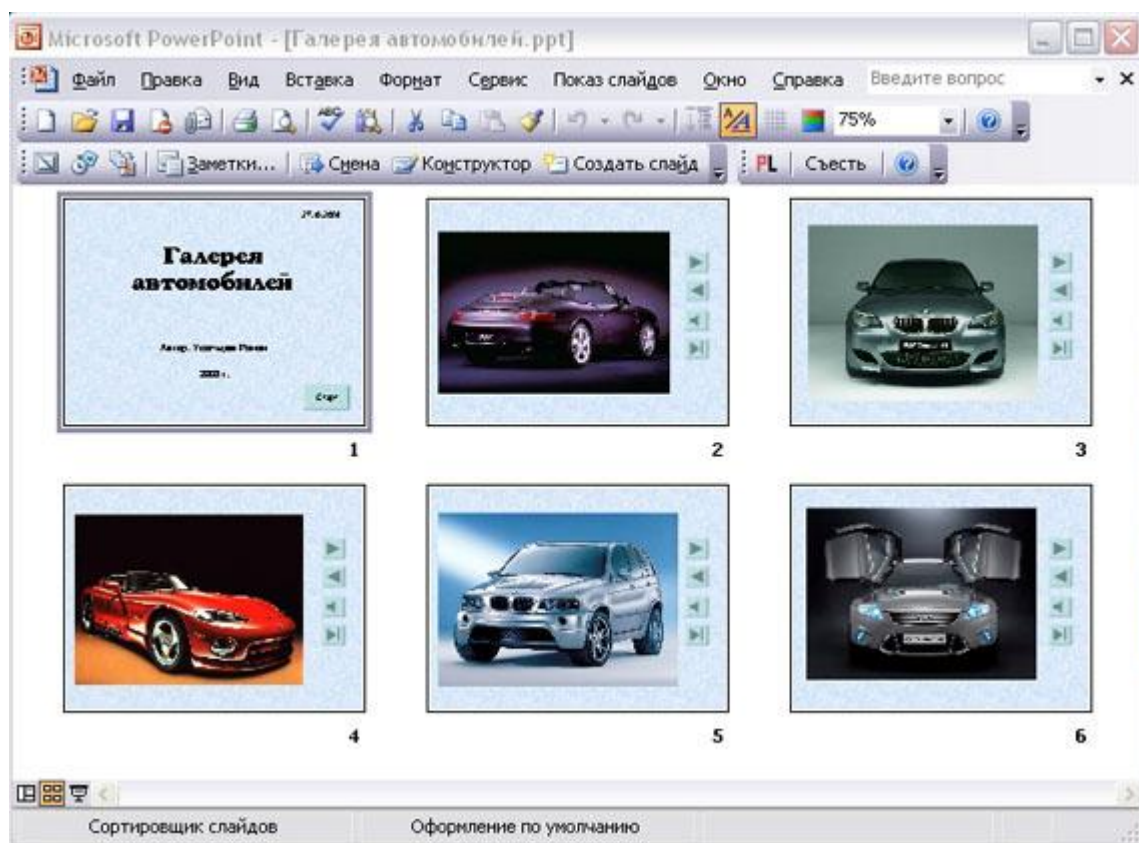 Microsoft PowerPoint - [Галерея автомобилей.ppt]
Файл Правка Вид Вставка Формат Сервис Показ слайдов Окно Справка Введите вопрос
75%
Заметки... Смена Конструктор Создать слайд PL Съесть
Галерея
автомобилей
Автор:
Старт
1 2 3
4 5 6
Сортировщик слайдов Оформление по умолчанию